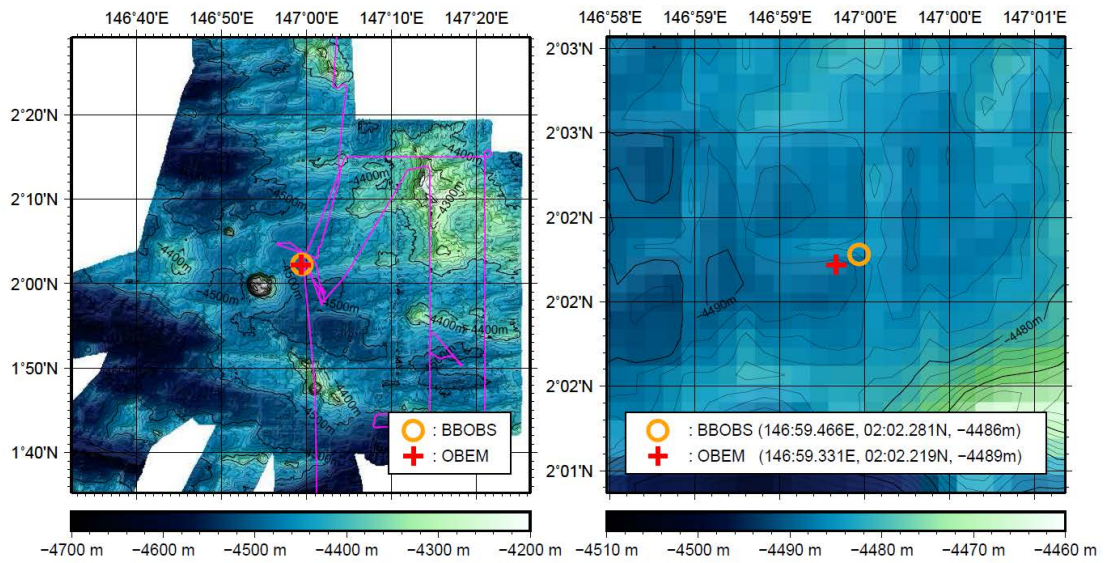 146°40'E 146°50'E 147°00'E 147°10'E 147°20'E
2°20'N
2°10'N
2°00'N
1°50'N
1°40'N
−4400m
−4400m
−4500m
−4300m
−4400m
−4500m
−4500m
−4400m −4400m
−4400m
: BBOBS
: OBEM
−4700 m −4600 m −4500 m −4400 m −4300 m −4200 m
146°58'E 146°59'E 146°59'E 147°00'E 147°00'E 147°01'E
2°03'N
2°03'N
2°02'N
2°02'N
2°02'N
2°01'N
−4490m
−4480m
: BBOBS (146:59.466E, 02:02.281N, −4486m)
: OBEM (146:59.331E, 02:02.219N, −4489m)
−4510 m −4500 m −4490 m −4480 m −4470 m −4460 m